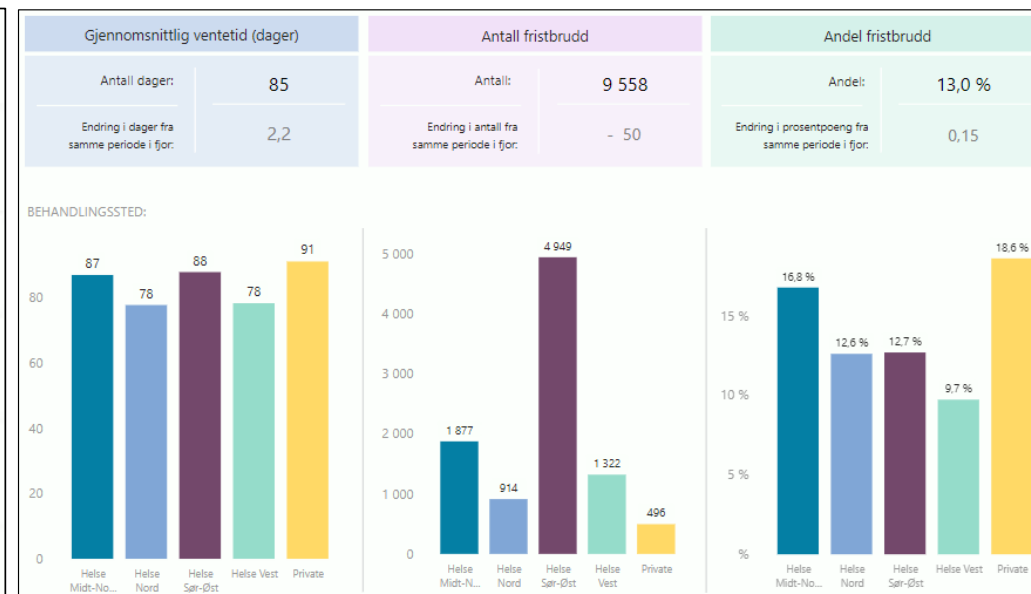 Gjennomsnittlig ventetid (dager)
Antall dager:
85
Endring i dager fra
samme periode i fjor:
2,2
Antall fristbrudd
Antall:
9 558
Endring i antall fra
samme periode i fjor:
- 50
Andel fristbrudd
Andel:
13,0 %
Endring i prosentpoeng fra
samme periode i fjor:
0,15
BEHANDLINGSSTED:
87
78
88
78
91
80
60
40
20
0
Helse
Midt-No...
Helse
Nord
Helse
Sør-Øst
Helse Vest
Private
5 000
4 000
3 000
2 000
1 000
0
1 877
914
4 949
1 322
496
Helse
Midt-N...
Helse
Nord
Helse
Sør-Øst
Helse
Vest
Private
15 %
10 %
5 %
%
16,8 %
12,6 %
12,7 %
9,7 %
18,6 %
Helse
Midt-No...
Helse
Nord
Helse
Sør-Øst
Helse Vest
Private